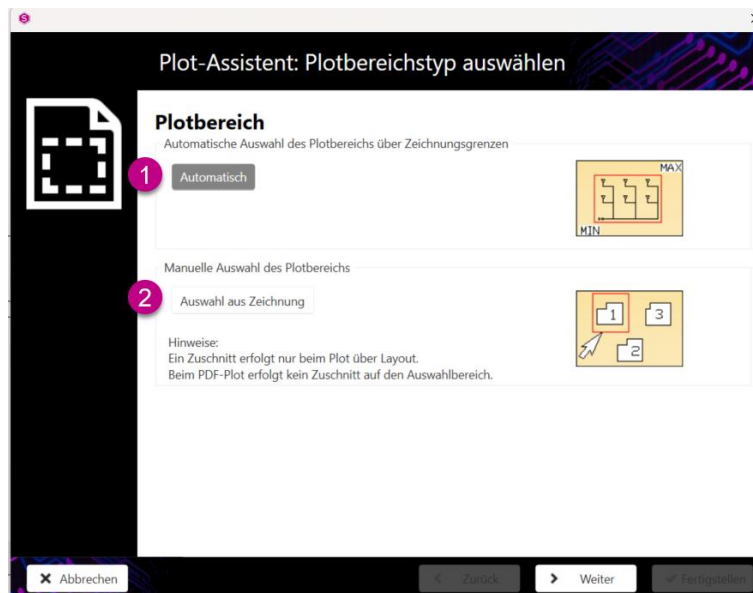 S
Plot-Assistent: Plotbereichstyp auswählen
Plotbereich
Automatische Auswahl des Plotbereichs über Zeichnungsgrenzen
1
Automatisch
MAX
MIN
Manuelle Auswahl des Plotbereichs
2
Auswahl aus Zeichnung
1
3
2
Hinweise:
Ein Zuschnitt erfolgt nur beim Plot über Layout.
Beim PDF-Plot erfolgt kein Zuschnitt auf den Auswahlbereich.
Abbrechen
Zurück
Weiter
Fertigstellen